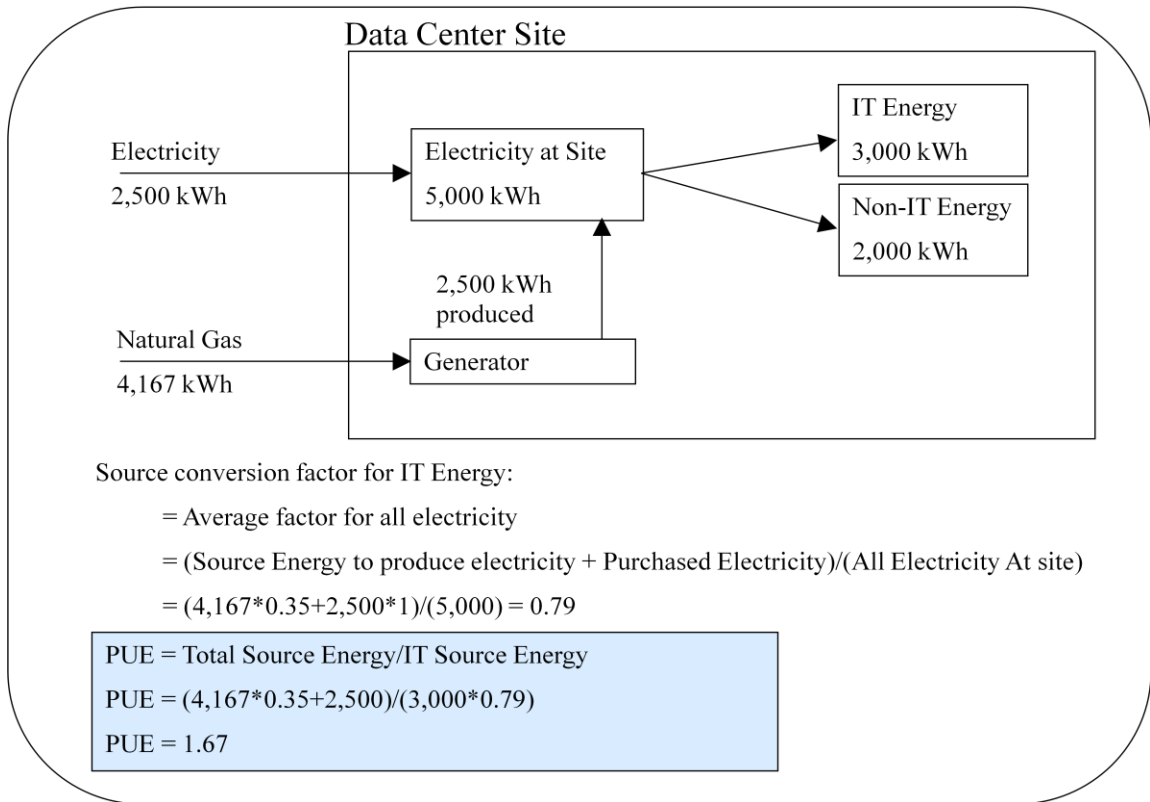 Data Center Site
Electricity
2,500 kWh
Electricity at Site
5,000 kWh
IT Energy
3,000 kWh
Non-IT Energy
2,000 kWh
2,500 kWh
produced
Natural Gas
4,167 kWh
Generator
Source conversion factor for IT Energy:
= Average factor for all electricity
= (Source Energy to produce electricity + Purchased Electricity)/(All Electricity At site)
= (4,167*0.35+2,500*1)/(5,000) = 0.79
PUE = Total Source Energy/IT Source Energy
PUE = (4,167*0.35+2,500)/(3,000*0.79)
PUE = 1.67